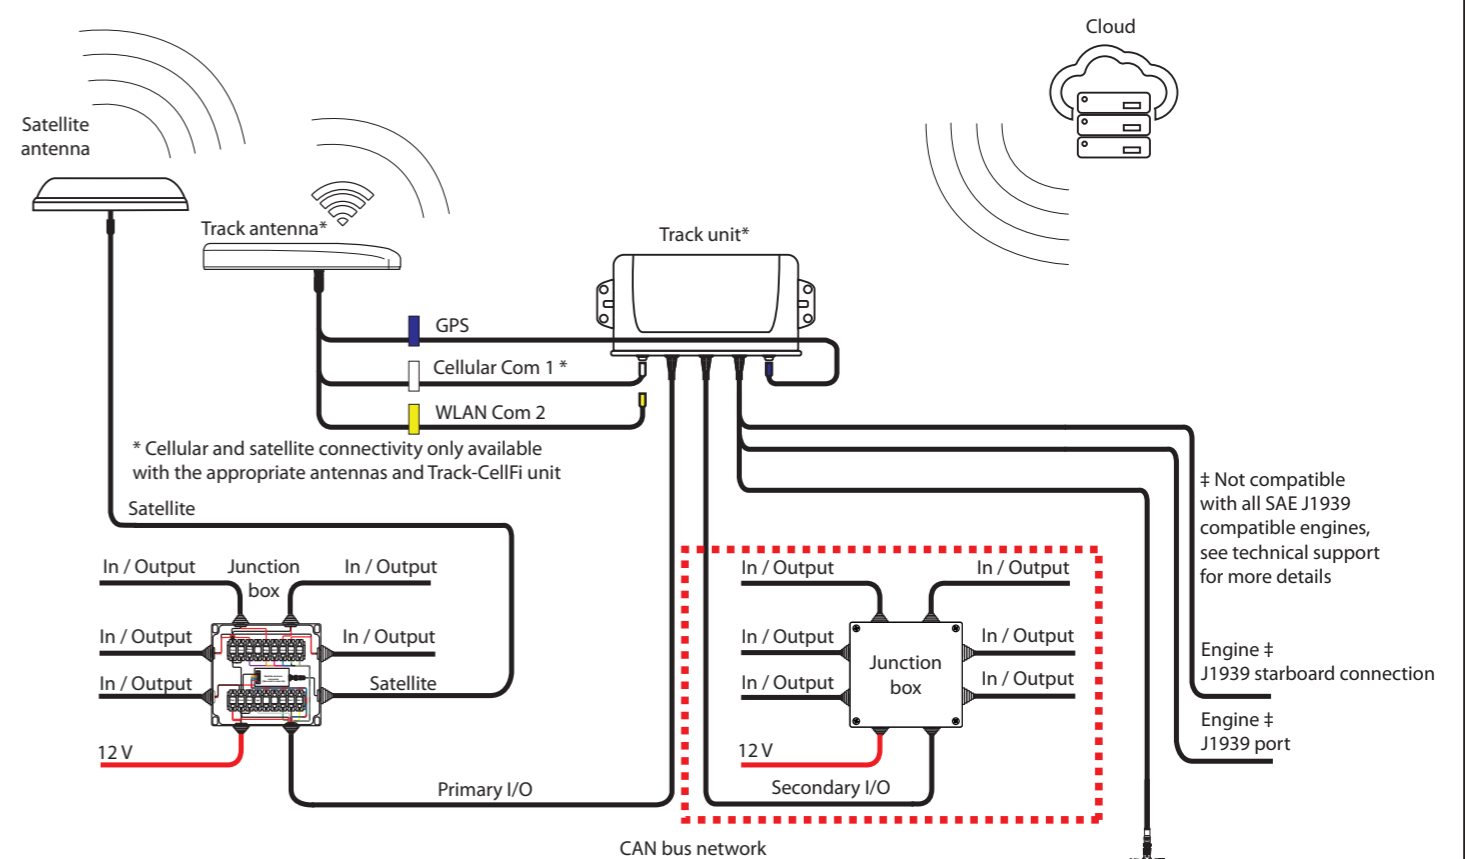 Cloud
Satellite
antenna
Track antenna*
Track unit*
GPS
Cellular Com 1 *
WLAN Com 2
* Cellular and satellite connectivity only available
with the appropriate antennas and Track-CellFi unit
Satellite
‡ Not compatible
with all SAE J1939
compatible engines,
see technical support
for more details
In / Output
Junction
box
In / Output
In / Output
In / Output
In / Output
Satellite
12 V
Primary I/O
In / Output
In / Output
In / Output
In / Output
In / Output
In / Output
Junction
box
12 V
Secondary I/O
Engine ‡
J1939 starboard connection
Engine ‡
J1939 port
CAN bus network